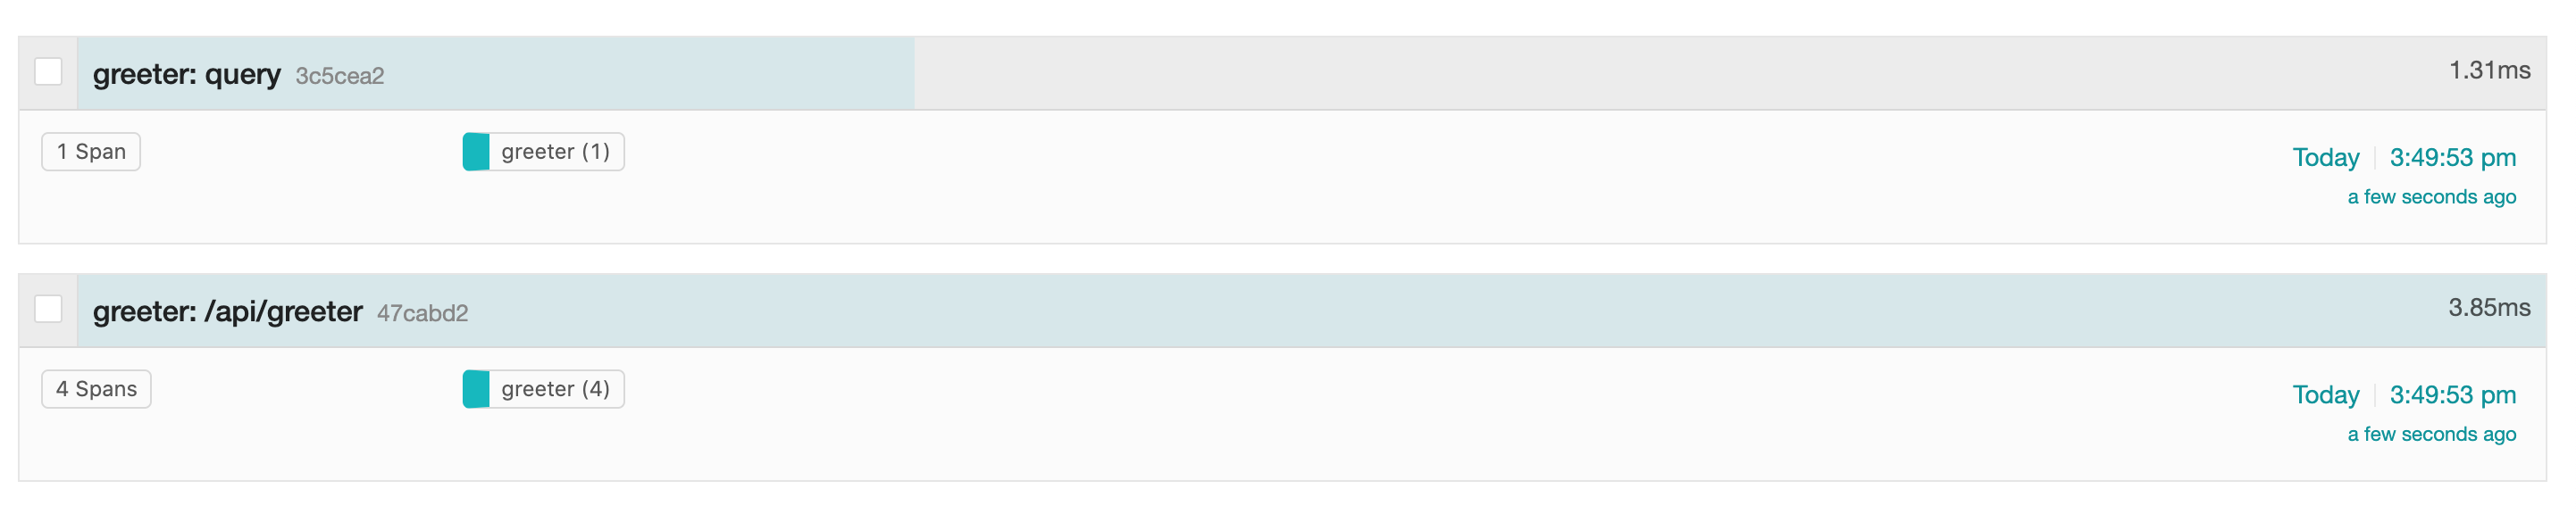 greeter: query 3c5cea2 1.31ms
1 Span greeter (1) Today 3:49:53 pm
a few seconds ago
greeter: /api/greeter 47cabd2 3.85ms
4 Spans greeter (4) Today 3:49:53 pm
a few seconds ago